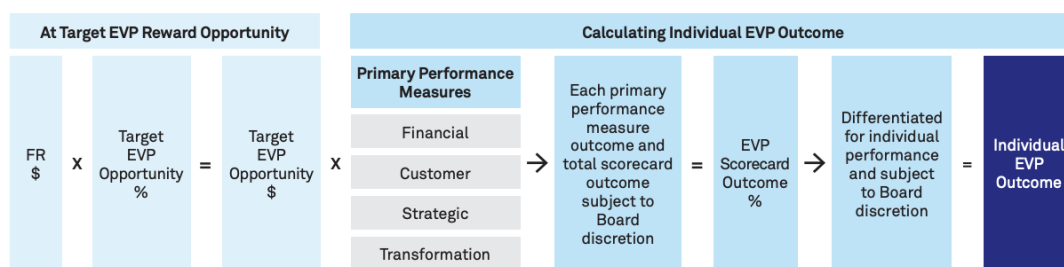 At Target EVP Reward Opportunity
Calculating Individual EVP Outcome
FR
$
x
Target
EVP
Opportunity
%
=
Target
EVP
Opportunity
$
x
Primary Performance
Measures
Financial
Customer
Strategic
Transformation
Each primary
performance
measure
outcome and
total scorecard
outcome
subject to
Board
discretion
=
EVP
Scorecard
Outcome
%
Differentiated
for individual
performance
and subject
to Board
discretion
=
Individual
EVP
Outcome